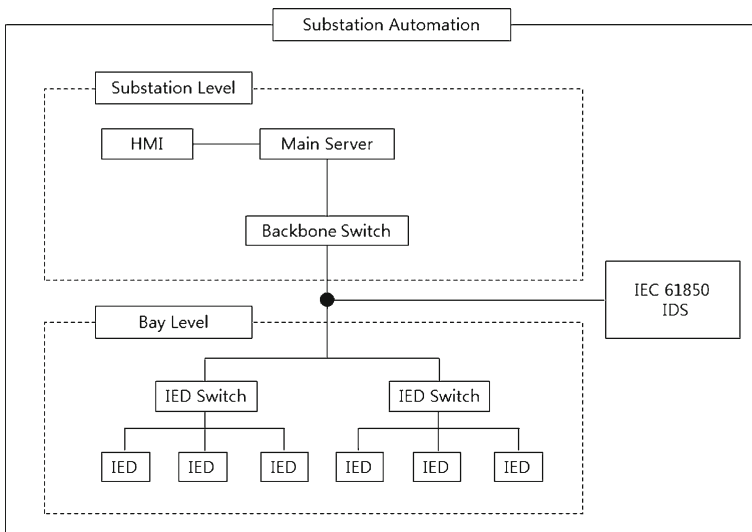 Substation Automation
Substation Level
HMI
Main Server
Backbone Switch
IEC 61850
IDS
Bay Level
IED Switch
IED Switch
IED
IED
IED
IED
IED
IED